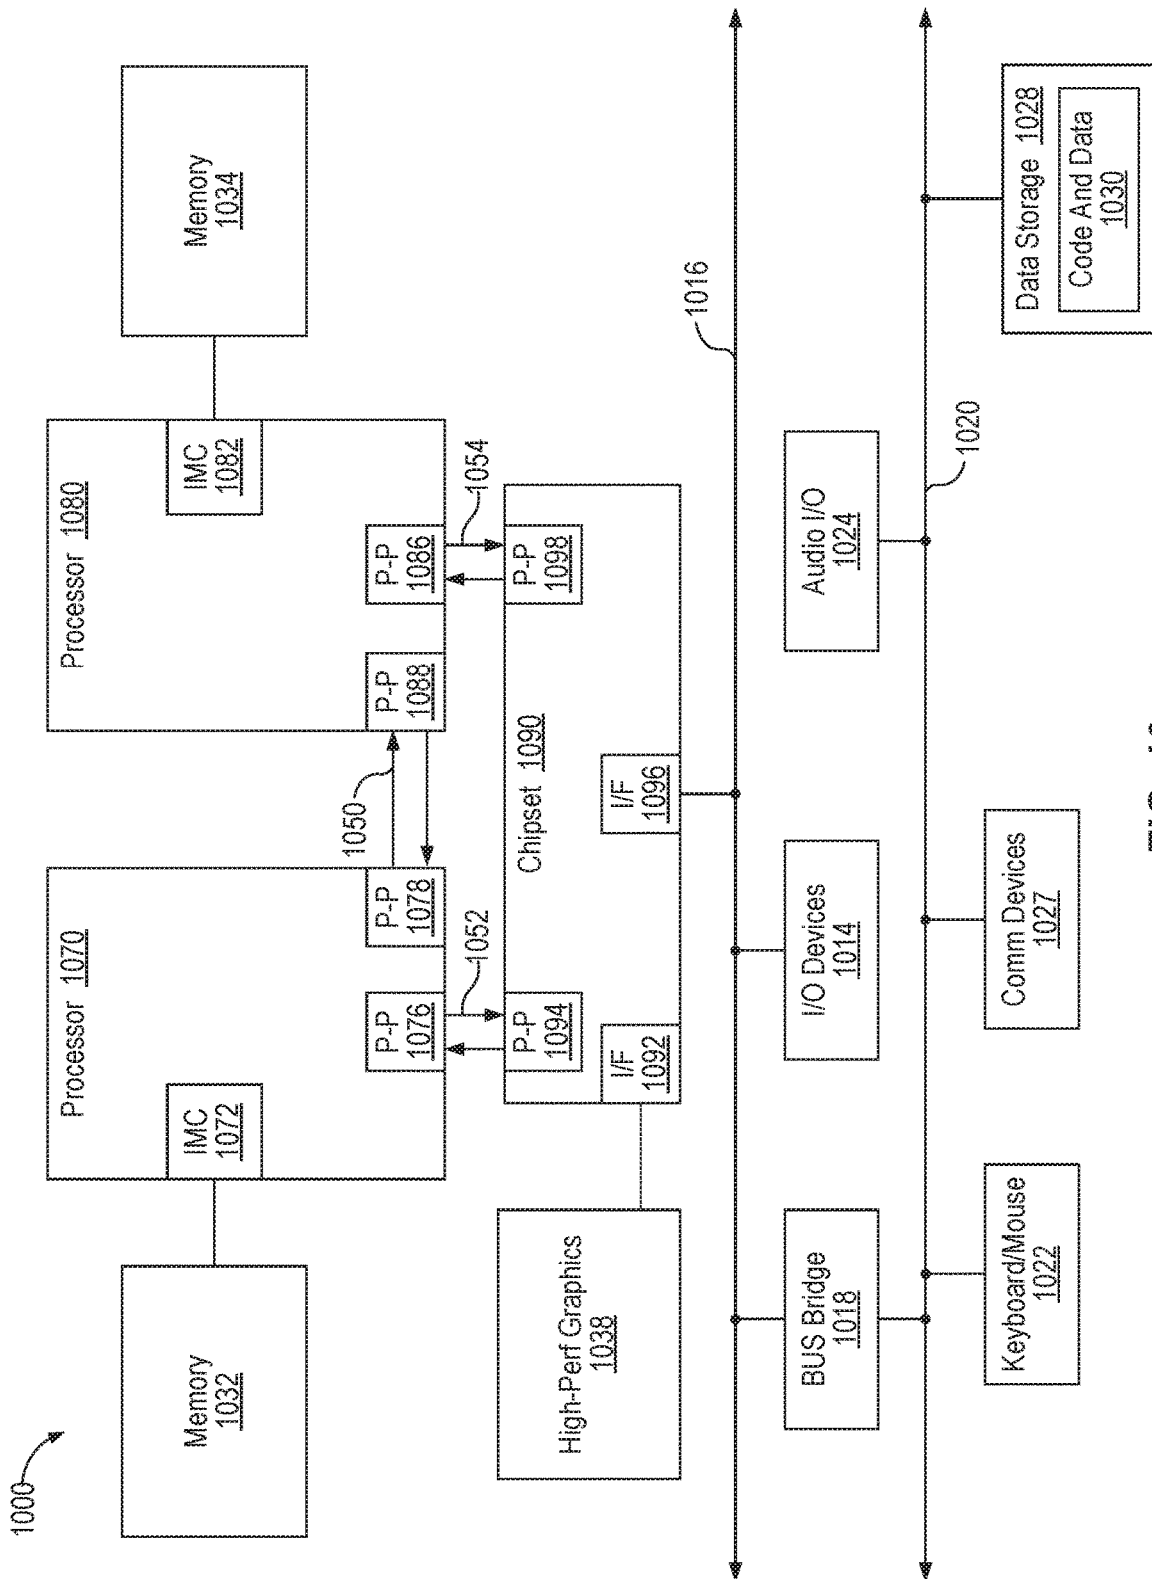 1000
Memory
1032
Processor 1070
IMC
1072
P-P
1076
P-P
1078
1050
1052
Processor 1080
IMC
1082
P-P
1088
P-P
1086
1054
Memory
1034
High-Perf Graphics
1038
Chipset 1090
P-P
1094
P-P
1098
I/F
1092
I/F
1096
1016
BUS Bridge
1018
I/O Devices
1014
Audio I/O
1024
1020
Keyboard/Mouse
1022
Comm Devices
1027
Data Storage 1028
Code And Data
1030